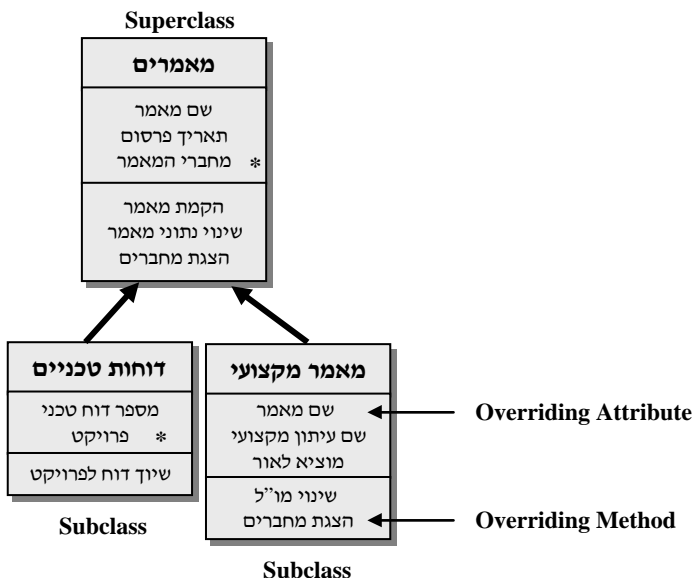 Superclass
מאמרים
שם מאמר
תאריך פרסום
מחברי המאמר *
הקמת מאמר
שינוי נתוני מאמר
הצגת מחברים
דוחות טכניים
מספר דוח טכני
פרויקט *
שיוך דוח לפרויקט
Subclass
מאמר מקצועי
שם מאמר
שם עיתון מקצועי
מוציא לאור
שינוי מו''ל
הצגת מחברים
Subclass
Overriding Attribute
Overriding Method